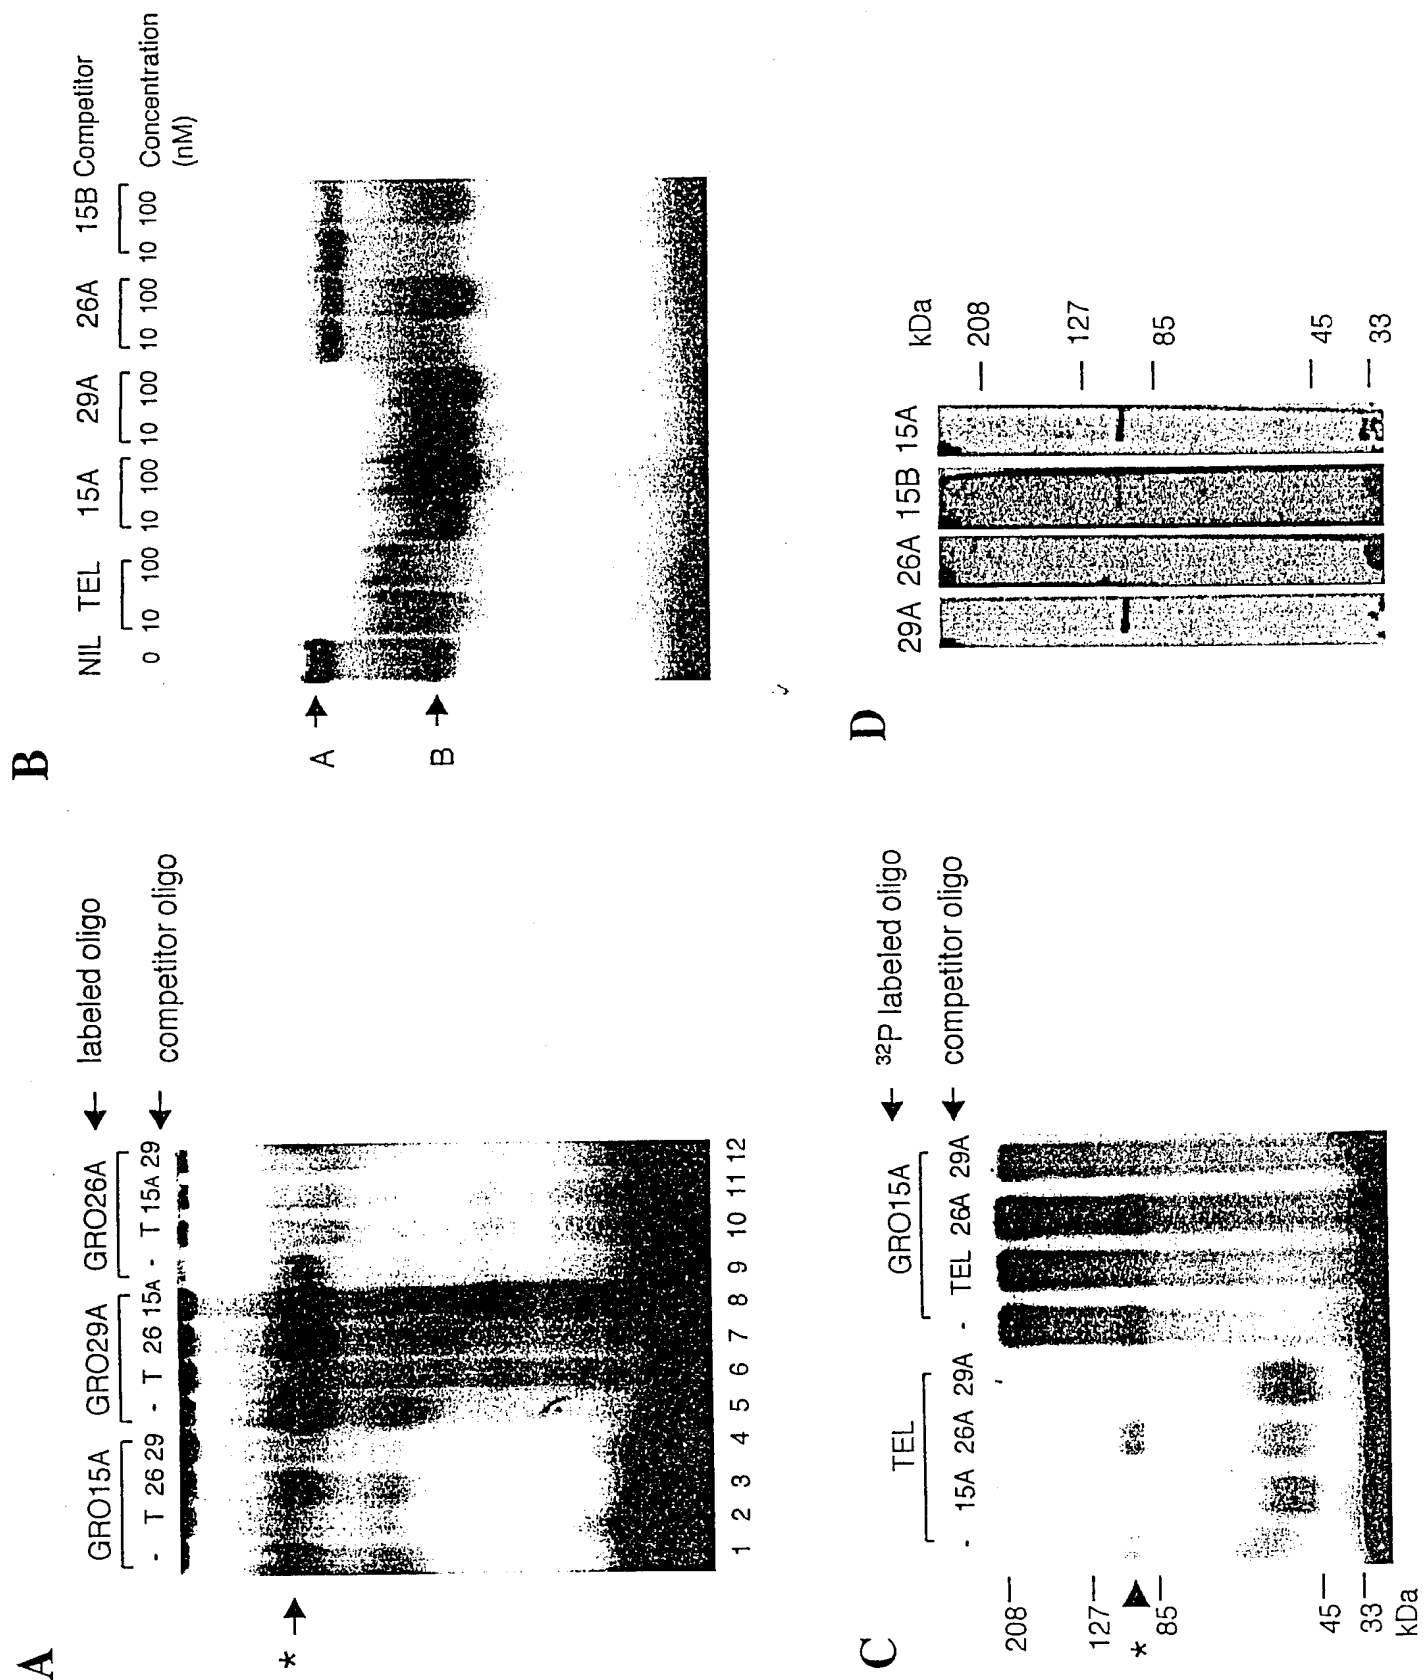 A
GRO15A GRO29A GRO26A ← labeled oligo
- T 26 29 - T 26 15A - T 15A 29 ← competitor oligo
* →
1 2 3 4 5 6 7 8 9 10 11 12
B
NIL TEL 15A 29A 26A 15B Competitor
0 10 100 10 100 10 100 10 100 10 100 Concentration
(nM)
A →
B →
C
TEL GRO15A ← 32P labeled oligo
- 15A 26A 29A - TEL 26A 29A ← competitor oligo
208—
127—
*
85—
45—
33—
kDa
D
29A 26A 15B 15A kDa
— 208
— 127
— 85
— 45
— 33